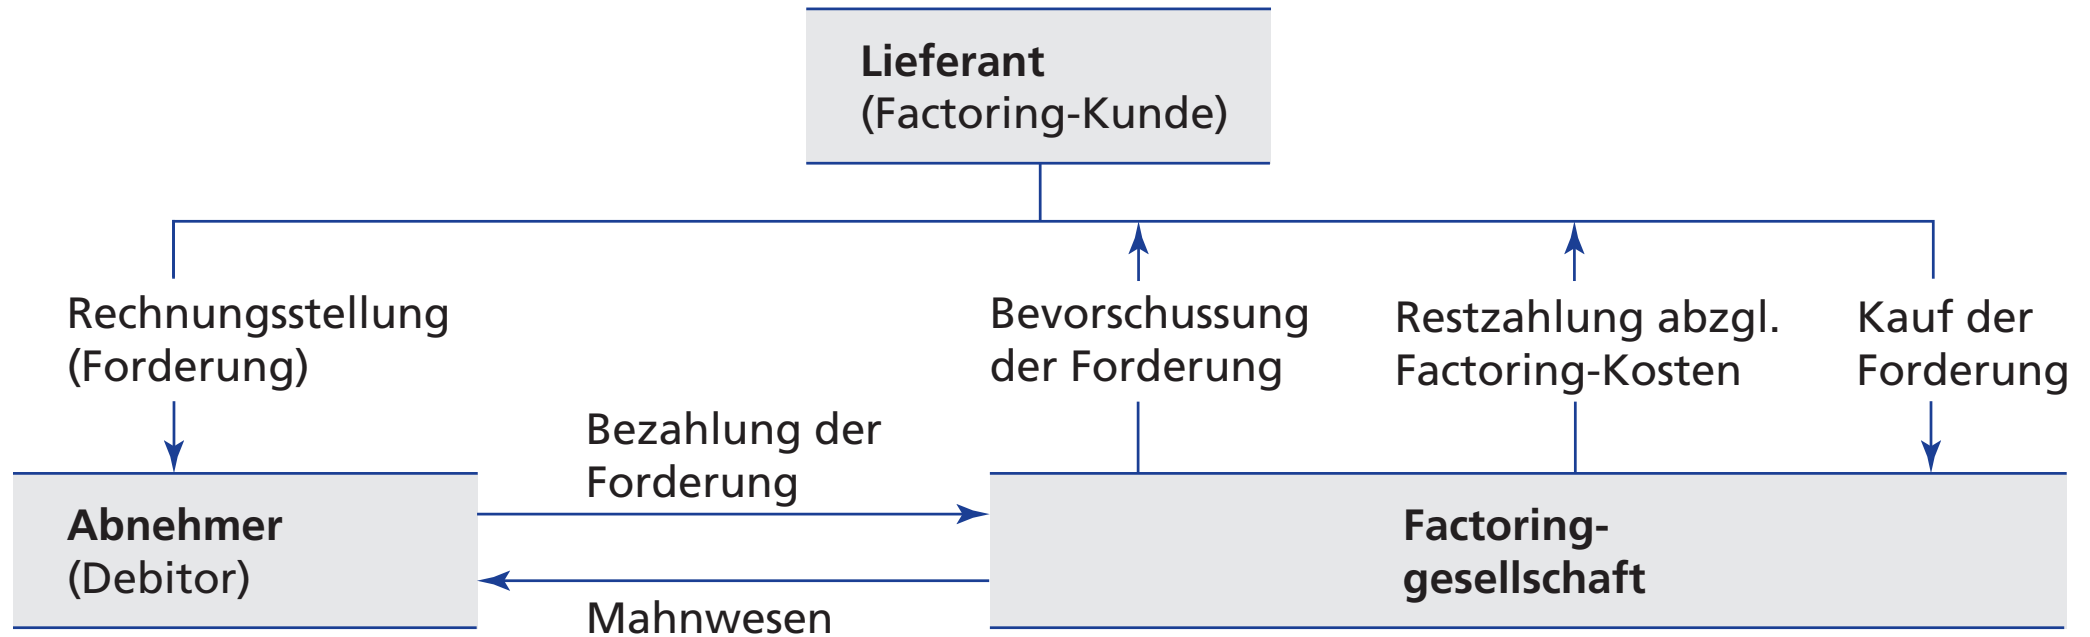 Lieferant
(Factoring-Kunde)
Rechnungsstellung
(Forderung)
Bevorschussung
der Forderung
Restzahlung abzgl.
Factoring-Kosten
Kauf der
Forderung
Bezahlung der
Forderung
Abnehmer
(Debitor)
Mahnwesen
Factoring-
gesellschaft